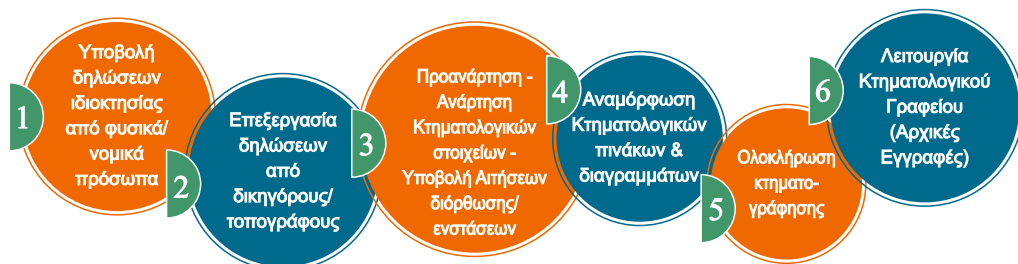 1
Υποβολή
δηλώσεων
ιδιοκτησίας
από φυσικά/
νομικά
πρόσωπα
2
Επεξεργασία
δηλώσεων
από
δικηγόρους/
τοπογράφους
3
Προανάρτηση -
Ανάρτηση
Κτηματολογικών
στοιχείων -
Υποβολή Αιτήσεων
διόρθωσης/
ενστάσεων
4
Αναμόρφωση
Κτηματολογικών
πινάκων &
διαγραμμάτων
5
Ολοκλήρωση
κτηματο-
γράφησης
6
Λειτουργία
Κτηματολογικού
Γραφείου
(Αρχικές
Εγγραφές)